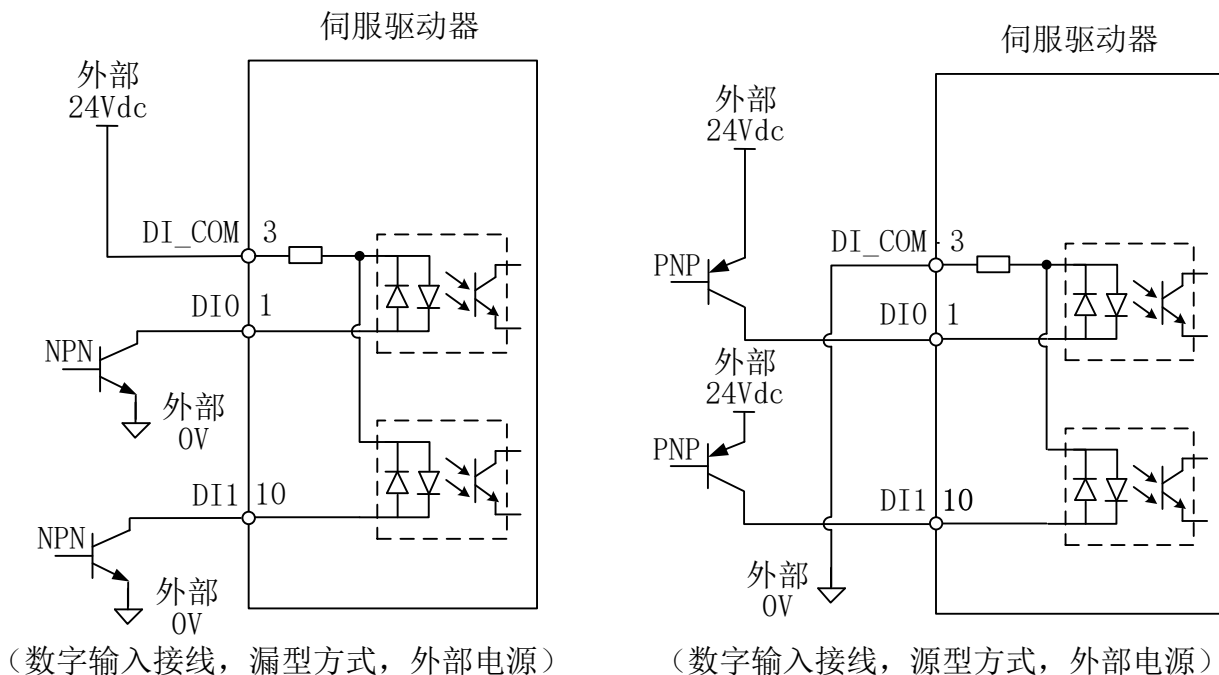 伺服驱动器
外部
24Vdc
DI_COM 3
DI0 1
NPN
外部
0V
DI1 10
NPN
外部
0V
（数字输入接线，漏型方式，外部电源）
伺服驱动器
外部
24Vdc
DI_COM 3
PNP
DI0 1
外部
24Vdc
PNP
DI1 10
外部
0V
（数字输入接线，源型方式，外部电源）